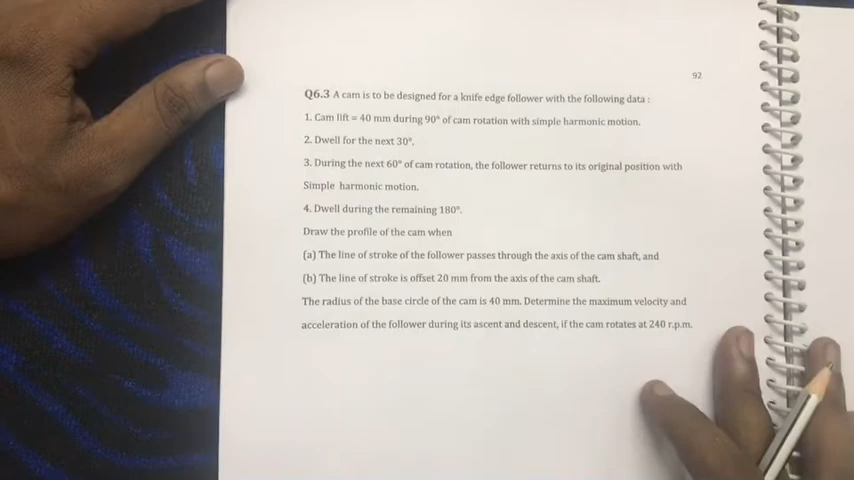 92
Q6.3 A cam is to be designed for a knife edge follower with the following data :
1. Cam lift = 40 mm during 90° of cam rotation with simple harmonic motion.
2. Dwell for the next 30°.
3. During the next 60° of cam rotation, the follower returns to its original position with
Simple harmonic motion.
4. Dwell during the remaining 180°.
Draw the profile of the cam when
(a) The line of stroke of the follower passes through the axis of the cam shaft, and
(b) The line of stroke is offset 20 mm from the axis of the cam shaft.
The radius of the base circle of the cam is 40 mm. Determine the maximum velocity and
acceleration of the follower during its ascent and descent, if the cam rotates at 240 r.p.m.